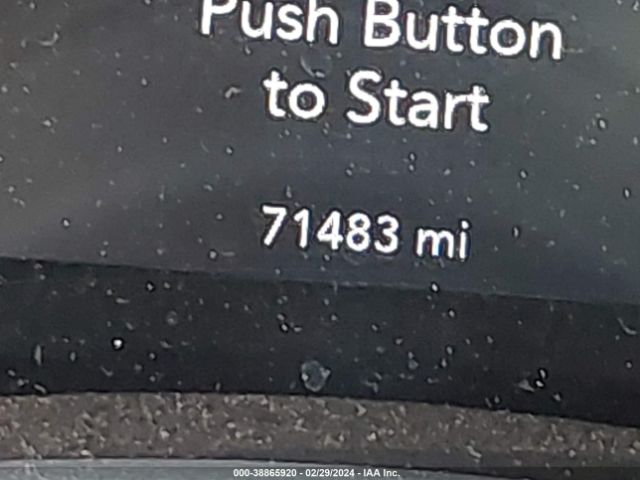 Push Button
to Start
71483 mi
000-38865920 - 02/29/2024 - IAA Inc.